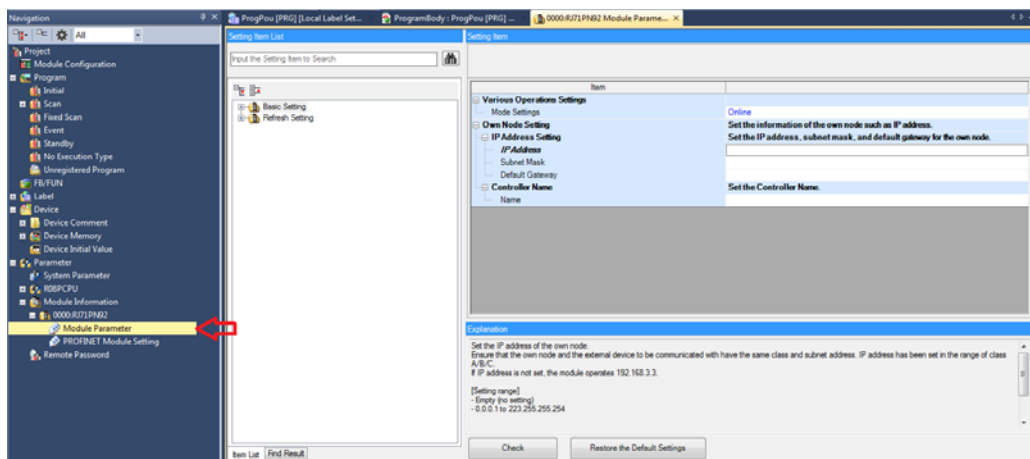 Navigation
All
Project
Module Configuration
Program
Initial
Scan
Fixed Scan
Event
Standby
No Execution Type
Unregistered Program
FB/FUN
Label
Device
Device Comment
Device Memory
Device Initial Value
Parameter
System Parameter
R08PCPU
Module Information
0000:RJ71PN92
Module Parameter
PROFINET Module Setting
Remote Password
ProgPou [PRG] [Local Label Set...
ProgramBody : ProgPou [PRG] ...
0000:RJ71PN92 Module Parame...
Setting Item List
Input the Setting Item to Search
Basic Setting
Refresh Setting
Item List
Find Result
Setting Item
Item
Various Operations Settings
Mode Settings Online
Own Node Setting Set the information of the own node such as IP address.
IP Address Setting Set the IP address, subnet mask, and default gateway for the own node.
IP Address
Subnet Mask
Default Gateway
Controller Name Set the Controller Name.
Name
Explanation
Set the IP address of the own node.
Ensure that the own node and the external device to be communicated with have the same class and subnet address. IP address has been set in the range of class
A/B/C.
If IP address is not set, the module operates 192.168.3.3.
[Setting range]
- Empty (no setting)
- 0.0.0.1 to 223.255.255.254
Check
Restore the Default Settings